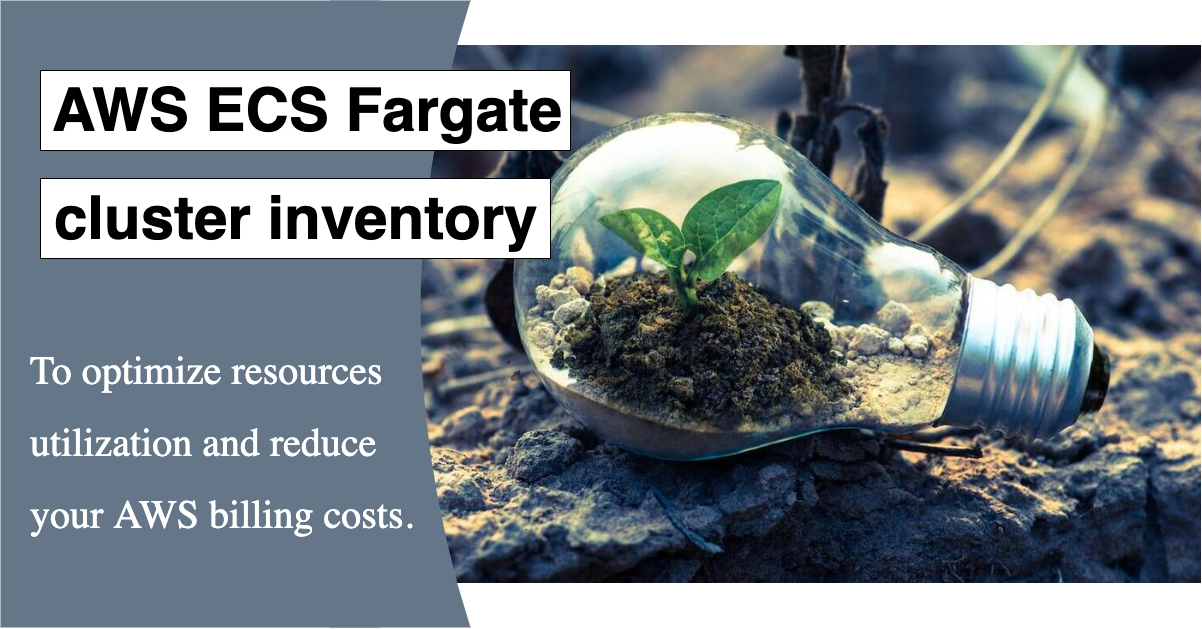 AWS ECS Fargate
cluster inventory
To optimize resources
utilization and reduce
your AWS billing costs.